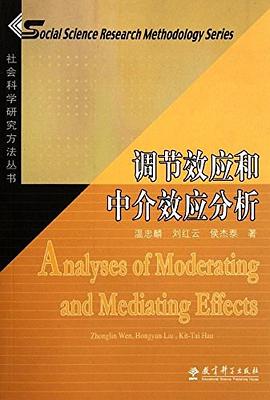 Social Science Research Methodology Series
社会科学研究方法丛书
调节效应和
中介效应分析
温忠麟 刘红云 侯杰泰 著
Analyses of Moderating
and Mediating Effects
Zhonglin Wen, Hongyun Liu, Kit-Tai Hau
教育科学出版社
Educational Science Publishing House